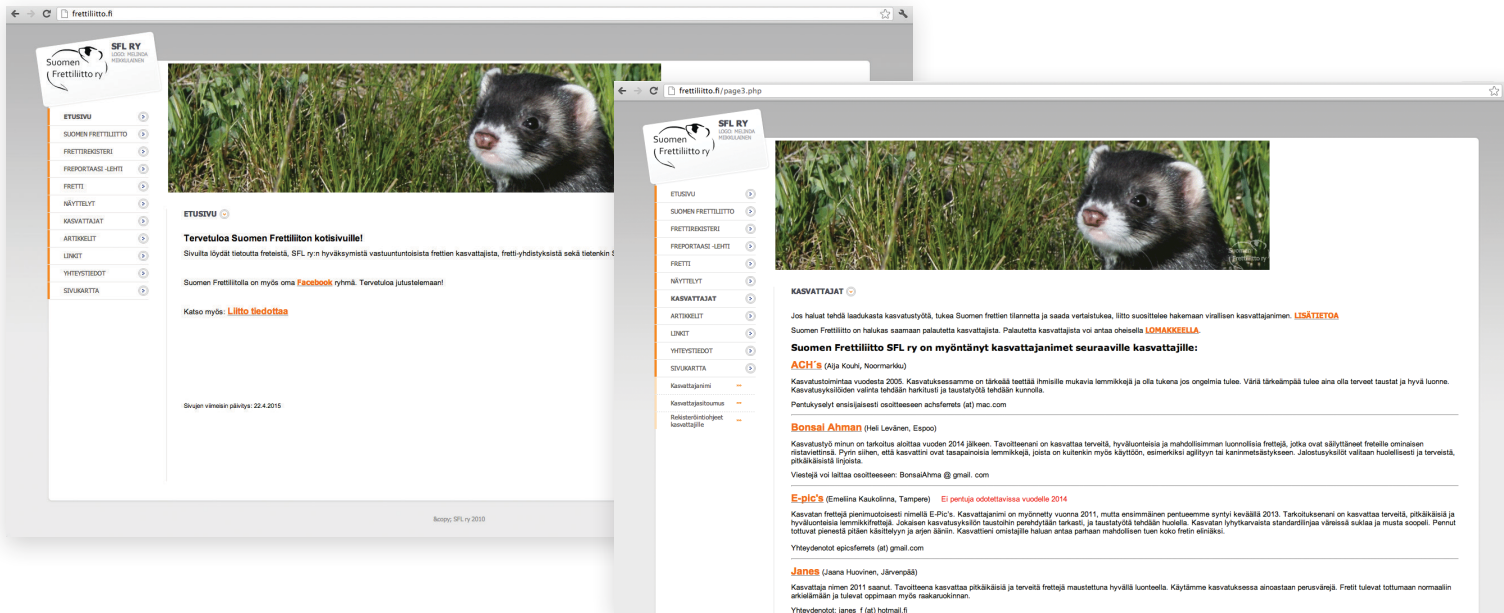 frettiliitto.fi
SFL RY
LOGO: MELINDA
MIIKKULAINEN
Suomen
Frettiliitto ry
ETUSIVU
SUOMEN FRETTILIITTO
FRETTIREKISTERI
FREPORTAASI -LEHTI
FRETTI
NÄYTTELYT
KASVATTAJAT
ARTIKKELIT
LINKIT
YHTEYSTIEDOT
SIVUKARTTA
ETUSIVU
Tervetuloa Suomen Frettiliiton kotisivuille!
Sivuilta löydät tietoutta freteistä, SFL ry:n hyväksymistä vastuuntuntoisista frettien kasvattajista, fretti-yhdistyksistä sekä tietenkin S
Suomen Frettiliitolla on myös oma Facebook ryhmä. Tervetuloa jutustelemaan!
Katso myös: Liitto tiedottaa
Sivujen viimeisin päivitys: 22.4.2015
&copy; SFL ry 2010
frettiliitto.fi/page3.php
SFL RY
LOGO: MELINDA
MIIKKULAINEN
Suomen
Frettiliitto ry
ETUSIVU
SUOMEN FRETTILIITTO
FRETTIREKISTERI
FREPORTAASI -LEHTI
FRETTI
NÄYTTELYT
KASVATTAJAT
ARTIKKELIT
LINKIT
YHTEYSTIEDOT
SIVUKARTTA
Kasvattajanimi
Kasvattajasitoumus
Rekisteröintiohjeet
kasvattajille
Suomen
Frettiliitto ry
KASVATTAJAT
Jos haluat tehdä laadukasta kasvatustyötä, tukea Suomen frettien tilannetta ja saada vertaistukea, liitto suosittelee hakemaan virallisen kasvattajanimen. LISÄTIETOA
Suomen Frettiliitto on halukas saamaan palautetta kasvattajista. Palautetta kasvattajista voi antaa oheisella LOMAKKEELLA.
Suomen Frettiliitto SFL ry on myöntänyt kasvattajanimet seuraaville kasvattajille:
ACH´s (Aija Kouhi, Noormarkku)
Kasvatustoimintaa vuodesta 2005. Kasvatuksessamme on tärkeää teettää ihmisille mukavia lemmikkejä ja olla tukena jos ongelmia tulee. Väriä tärkeämpää tulee aina olla terveet taustat ja hyvä luonne.
Kasvatusyksilöiden valinta tehdään harkitusti ja taustatyötä tehdään kunnolla.
Pentukyselyt ensisijaisesti osoitteeseen achsferrets (at) mac.com
Bonsai Ahman (Heli Levänen, Espoo)
Kasvatustyö minun on tarkoitus aloittaa vuoden 2014 jälkeen. Tavoitteenani on kasvattaa terveitä, hyväluonteisia ja mahdollisimman luonnollisia frettejä, jotka ovat säilyttäneet freteille ominaisen
riistaviettinsä. Pyrin siihen, että kasvattini ovat tasapainoisia lemmikkejä, joista on kuitenkin myös käyttöön, esimerkiksi agilityyn tai kaninmetsästykseen. Jalostusyksilöt valitaan huolellisesti ja terveistä,
pitkäikäisistä linjoista.
Viestejä voi laittaa osoitteeseen: BonsaiAhma @ gmail. com
E-pic's (Emeliina Kaukolinna, Tampere) Ei pentuja odotettavissa vuodelle 2014
Kasvatan frettejä pienimuotoisesti nimellä E-Pic's. Kasvattajanimi on myönnetty vuonna 2011, mutta ensimmäinen pentueemme syntyi keväällä 2013. Tarkoituksenani on kasvattaa terveitä, pitkäikäisiä ja
hyväluonteisia lemmikkifrettejä. Jokaisen kasvatusyksilön taustoihin perehdytään tarkasti, ja taustatyötä tehdään huolella. Kasvatan lyhytkarvaista standardilinjaa väreissä suklaa ja musta soopeli. Pennut
tottuvat pienestä pitäen käsittelyyn ja arjen ääniin. Kasvattieni omistajille haluan antaa parhaan mahdollisen tuen koko fretin eliniäksi.
Yhteydenotot epicsferrets (at) gmail.com
Janes (Jaana Huovinen, Järvenpää)
Kasvattaja nimen 2011 saanut. Tavoitteena kasvattaa pitkäikäisiä ja terveitä frettejä maustettuna hyvällä luonteella. Käytämme kasvatuksessa ainoastaan perusvärejä. Fretit tulevat tottumaan normaaliin
arkielämään ja tulevat oppimaan myös raakaruokinnan.
Yhteydenotot: janes_f (at) hotmail.fi